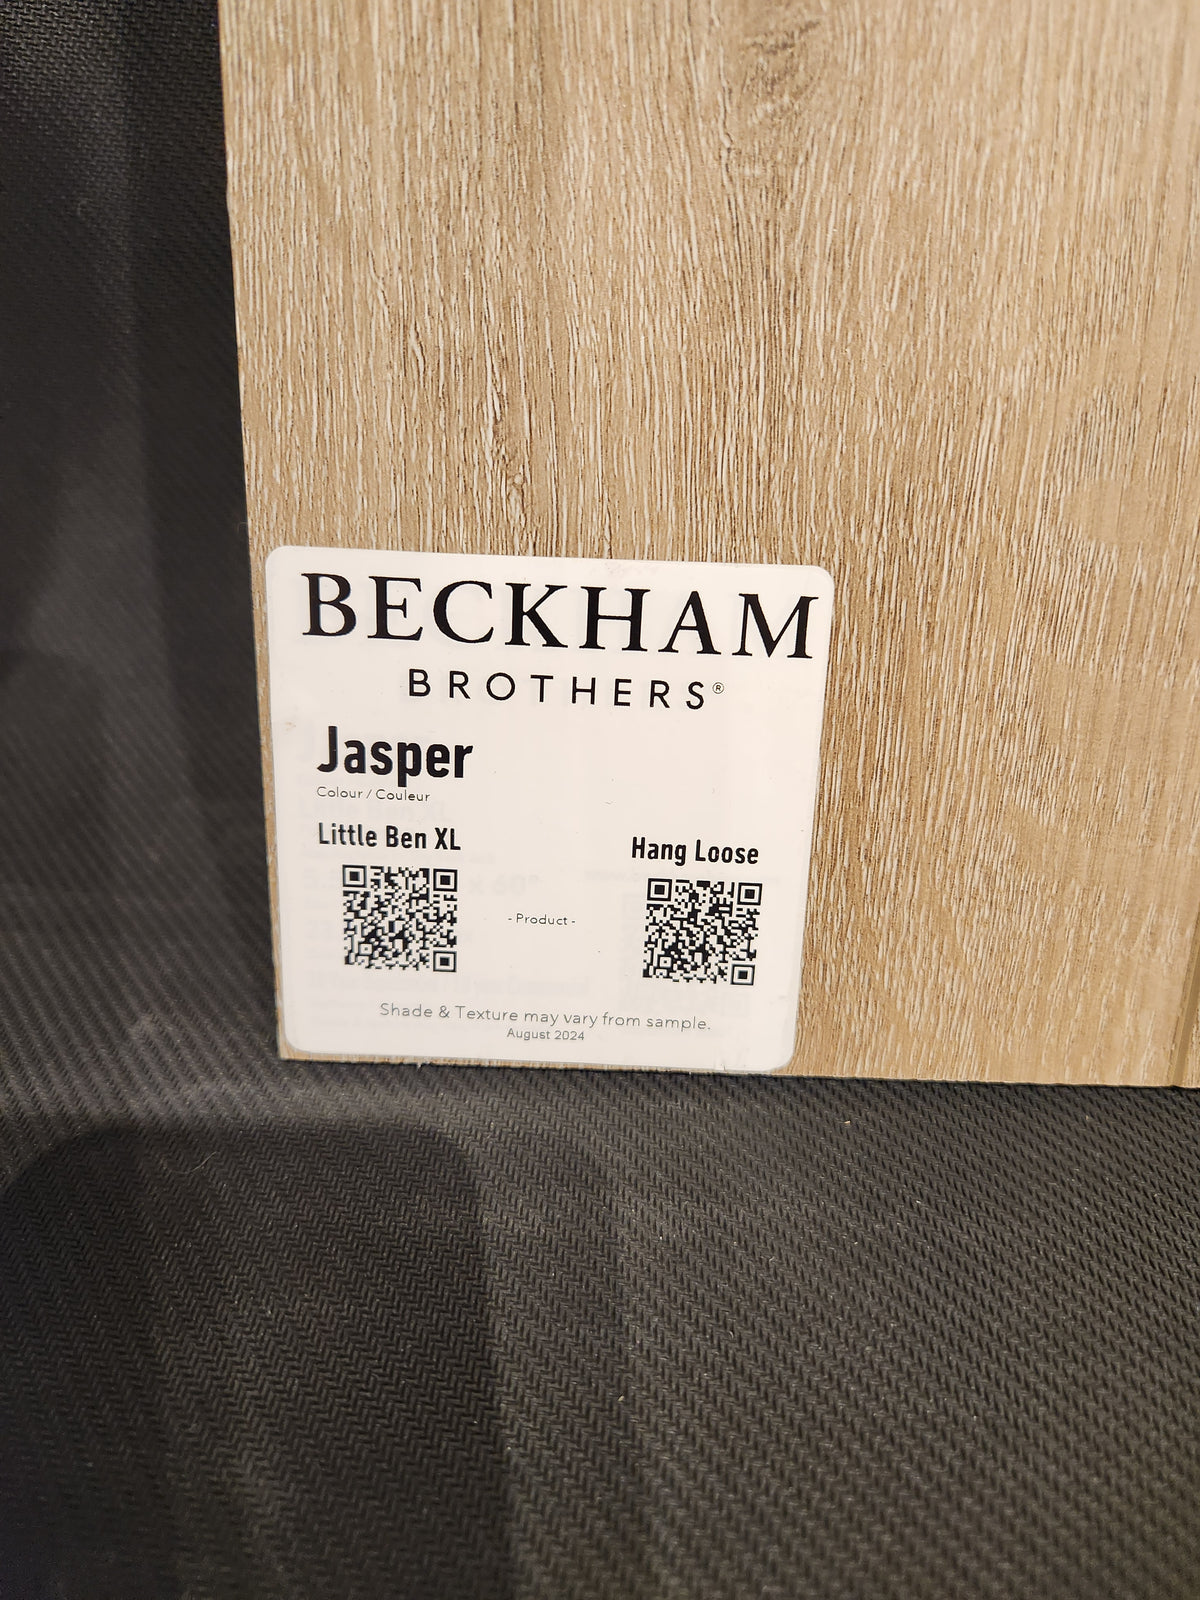 BECKHAM
BROTHERS®
Jasper
Colour / Couleur
Little Ben XL
Hang Loose
- Product -
Shade & Texture may vary from sample.
August 2024